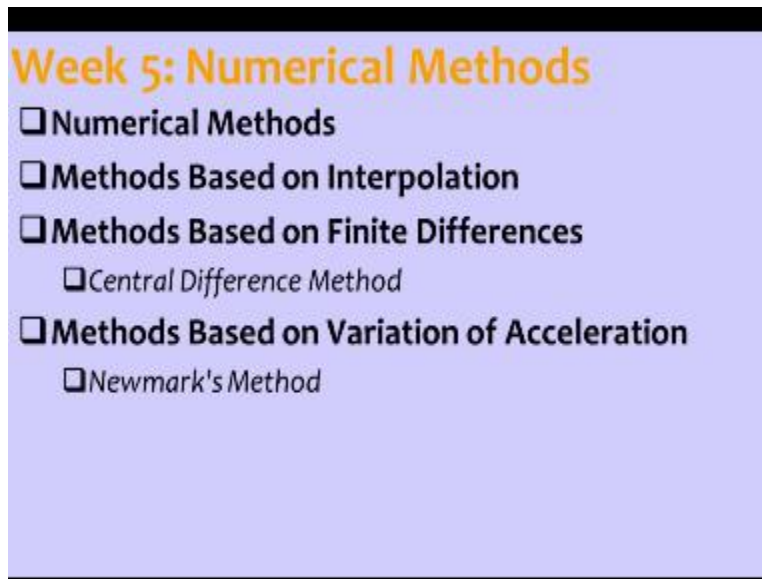 Week 5: Numerical Methods
Numerical Methods
Methods Based on Interpolation
Methods Based on Finite Differences
Central Difference Method
Methods Based on Variation of Acceleration
Newmark's Method